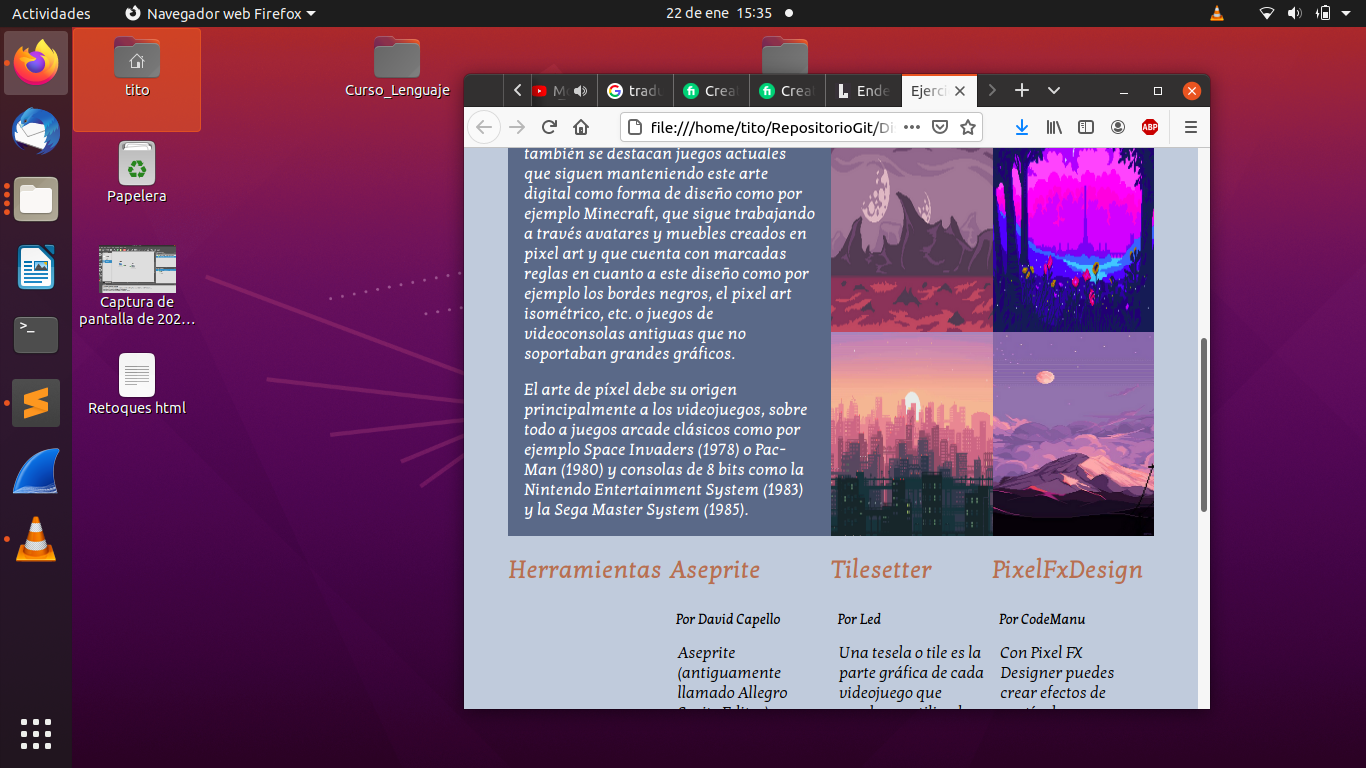 Actividades
Navegador web Firefox
22 de ene 15:35
tito
Curso_Lenguaje
Papelera
Captura de
pantalla de 202…
Retoques html
>_
tradu
Creat
Creat
Ende
Ejerci
file:///home/tito/RepositorioGit/Di
ABP
también se destacan juegos actuales
que siguen manteniendo este arte
digital como forma de diseño como por
ejemplo Minecraft, que sigue trabajando
a través avatares y muebles creados en
pixel art y que cuenta con marcadas
reglas en cuanto a este diseño como por
ejemplo los bordes negros, el pixel art
isométrico, etc. o juegos de
videoconsolas antiguas que no
soportaban grandes gráficos.
El arte de píxel debe su origen
principalmente a los videojuegos, sobre
todo a juegos arcade clásicos como por
ejemplo Space Invaders (1978) o Pac-
Man (1980) y consolas de 8 bits como la
Nintendo Entertainment System (1983)
y la Sega Master System (1985).
Herramientas
Aseprite
Por David Capello
Aseprite
(antiguamente
llamado Allegro
Tilesetter
Por Led
Una tesela o tile es la
parte gráfica de cada
videojuego que
PixelFxDesign
Por CodeManu
Con Pixel FX
Designer puedes
crear efectos de